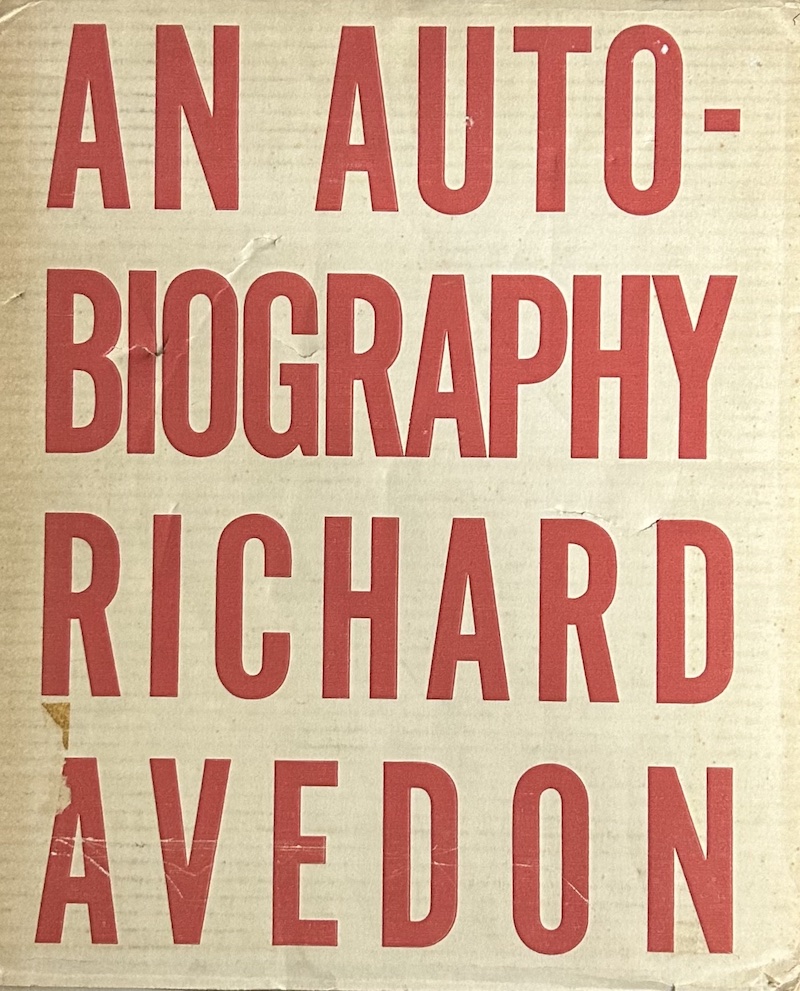 AN AUTO-
BIOGRAPHY
RICHARD
AVEDON